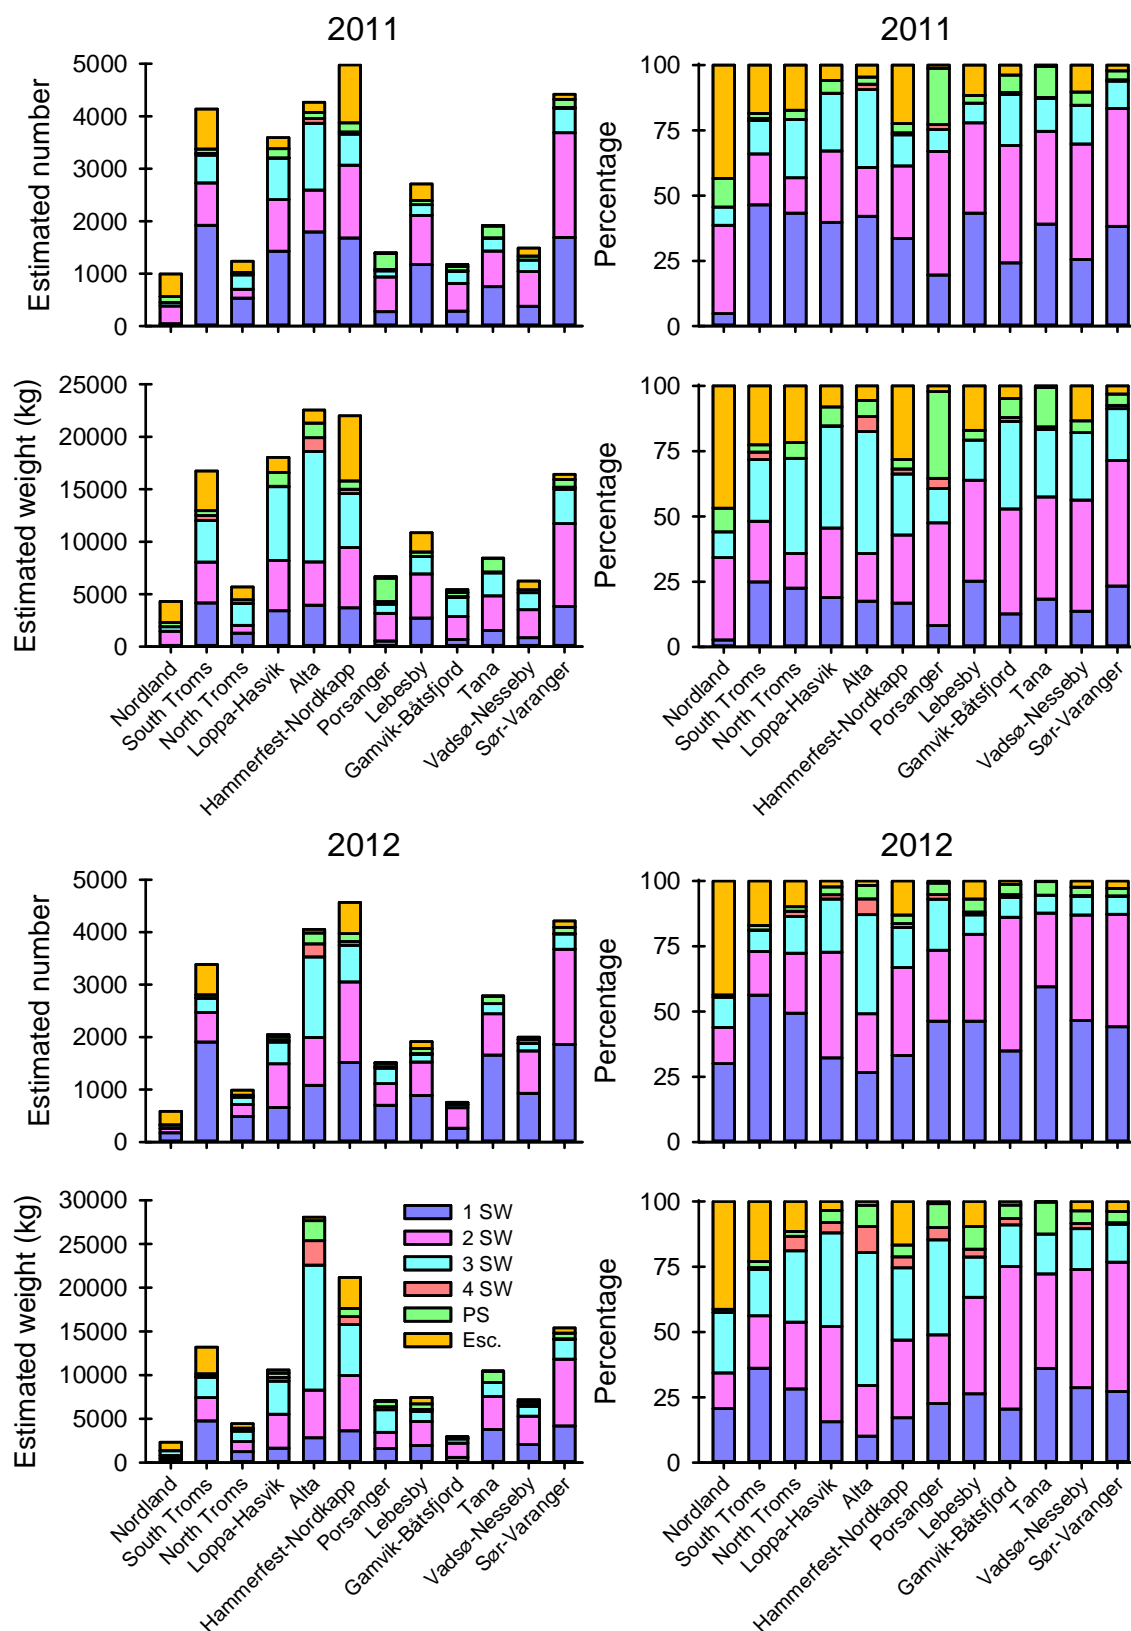 2011
2011
Estimated number
5000
4000
3000
2000
1000
0
Percentage
100
75
50
25
0
Estimated weight (kg)
25000
20000
15000
10000
5000
0
Percentage
100
75
50
25
0
Nordland
South Troms
North Troms
Loppa-Hasvik
Alta
Hammerfest-Nordkapp
Porsanger
Lebesby
Gamvik-Båtsfjord
Tana
Vadsø-Nesseby
Sør-Varanger
Nordland
South Troms
North Troms
Loppa-Hasvik
Alta
Hammerfest-Nordkapp
Porsanger
Lebesby
Gamvik-Båtsfjord
Tana
Vadsø-Nesseby
Sør-Varanger
2012
2012
Estimated number
5000
4000
3000
2000
1000
0
Percentage
100
75
50
25
0
Estimated weight (kg)
30000
25000
20000
15000
10000
5000
0
1 SW
2 SW
3 SW
4 SW
PS
Esc.
Percentage
100
75
50
25
0
Nordland
South Troms
North Troms
Loppa-Hasvik
Alta
Hammerfest-Nordkapp
Porsanger
Lebesby
Gamvik-Båtsfjord
Tana
Vadsø-Nesseby
Sør-Varanger
Nordland
South Troms
North Troms
Loppa-Hasvik
Alta
Hammerfest-Nordkapp
Porsanger
Lebesby
Gamvik-Båtsfjord
Tana
Vadsø-Nesseby
Sør-Varanger